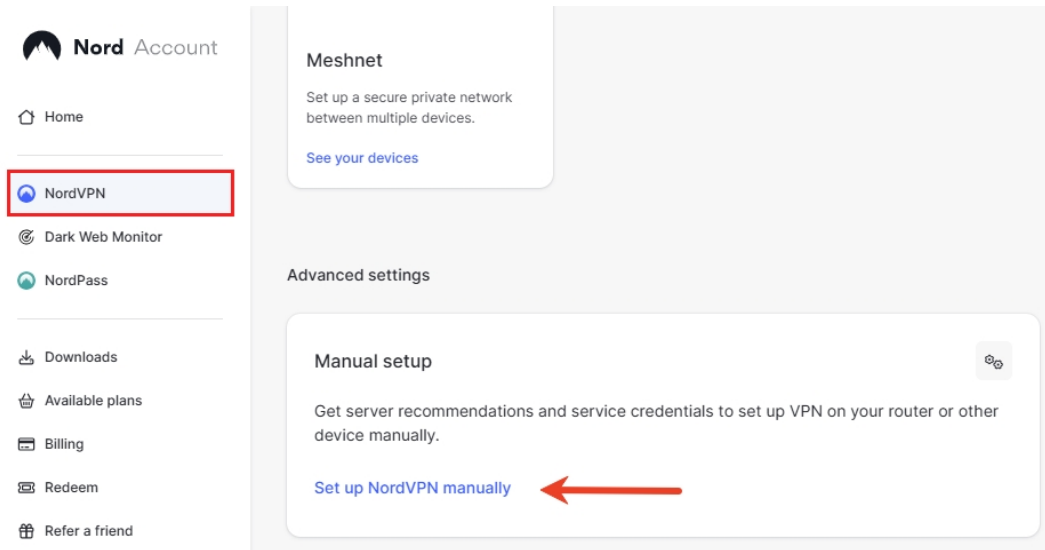 Nord Account
Home
NordVPN
Dark Web Monitor
NordPass
Downloads
Available plans
Billing
Redeem
Refer a friend
Meshnet
Set up a secure private network
between multiple devices.
See your devices
Advanced settings
Manual setup
Get server recommendations and service credentials to set up VPN on your router or other
device manually.
Set up NordVPN manually